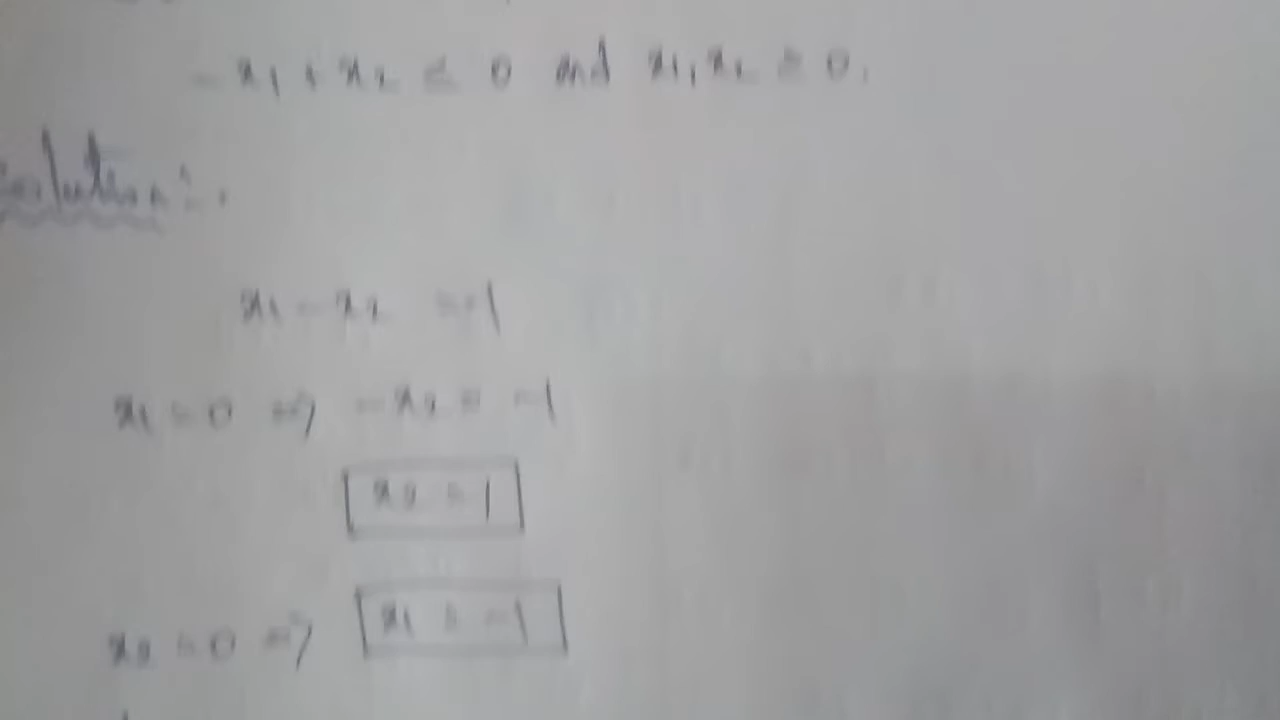 -x₁ + x₂ ≤ 0 and x₁, x₂ ≥ 0.
Solution:-
x₁ - x₂ = -1
x₁ = 0 ⇒ -x₂ = -1
x₂ = 1
x₂ = 0 ⇒ x₁ = -1